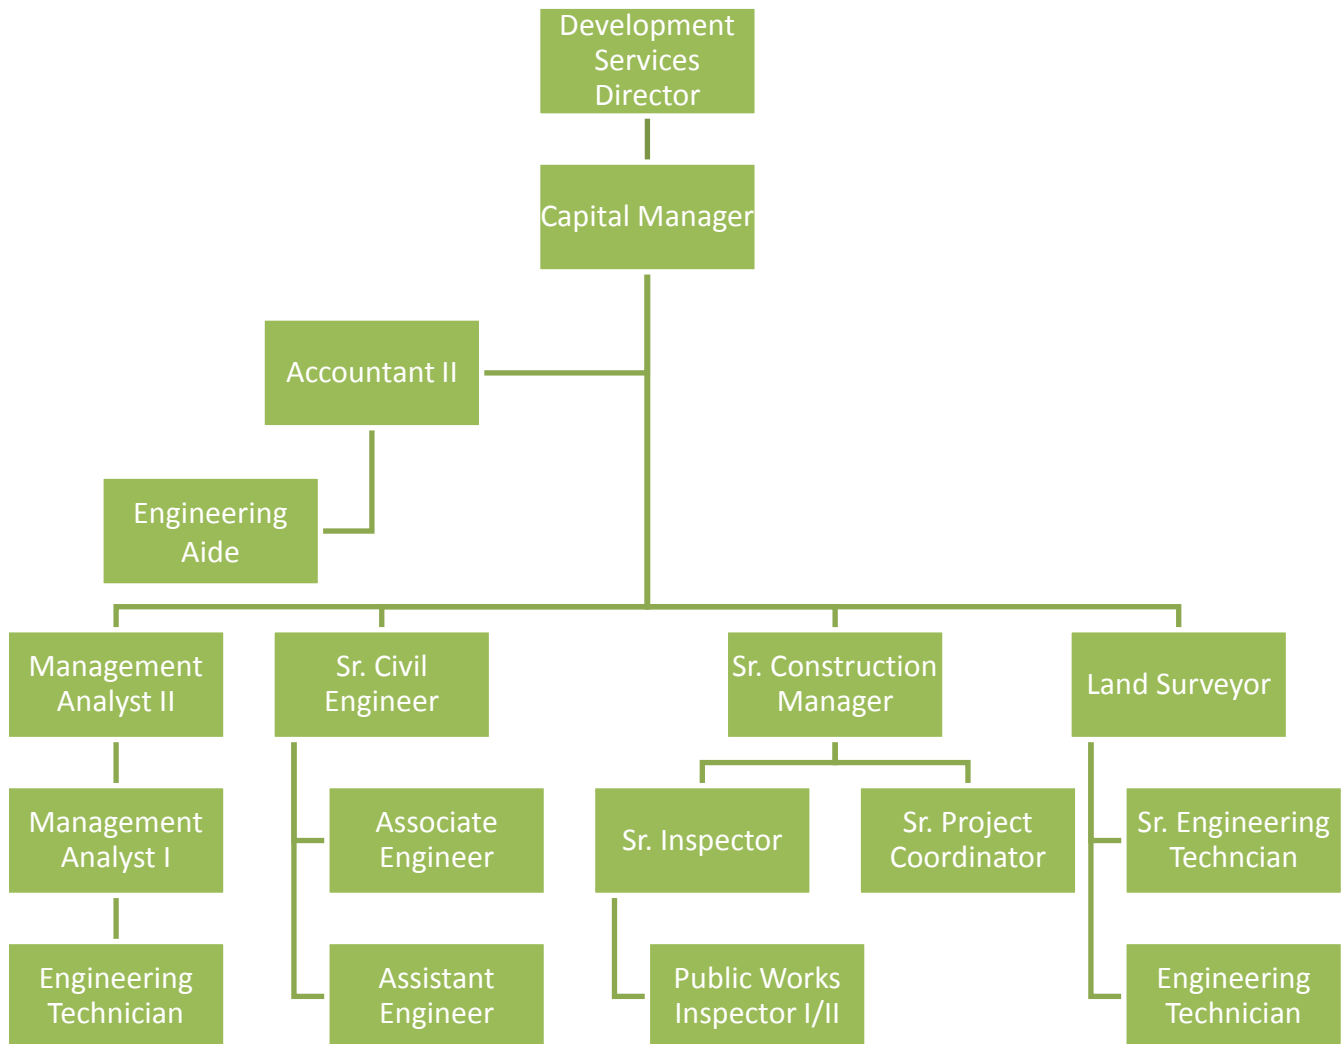 Development
Services
Director
Capital Manager
Accountant II
Engineering
Aide
Management
Analyst II
Sr. Civil
Engineer
Sr. Construction
Manager
Land Surveyor
Management
Analyst I
Associate
Engineer
Sr. Inspector
Sr. Project
Coordinator
Sr. Engineering
Techncian
Engineering
Technician
Assistant
Engineer
Public Works
Inspector I/II
Engineering
Technician